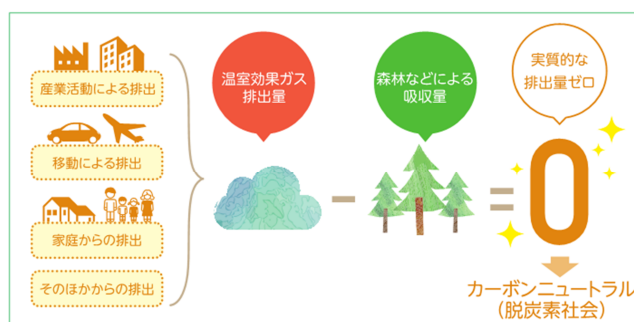 産業活動による排出
移動による排出
家庭からの排出
そのほかからの排出
温室効果ガス
排出量
森林などによる
吸収量
実質的な
排出量ゼロ
−
=
0
カーボンニュートラル
(脱炭素社会)